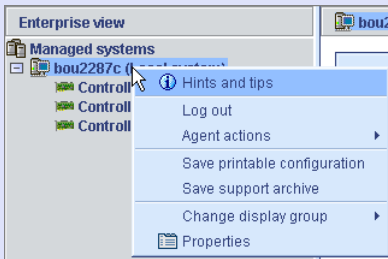 Enterprise view
Managed systems
bou2287c (Local system)
Controll
Controll
Controll
Hints and tips
Log out
Agent actions
Save printable configuration
Save support archive
Change display group
Properties
bou2